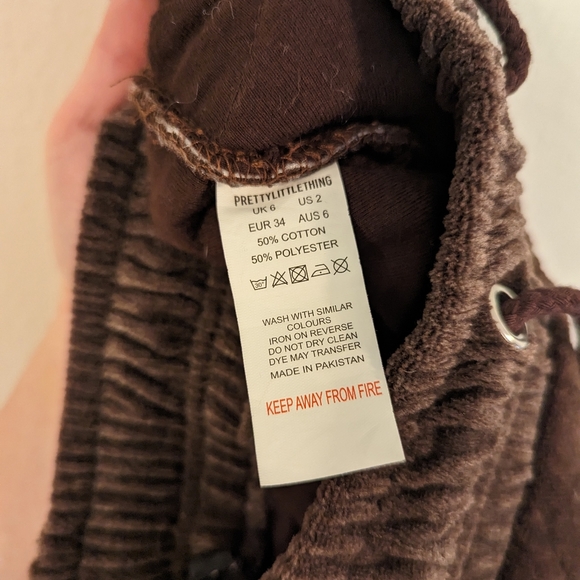 PRETTYLITTLETHING
UK 6 US 2
EUR 34 AUS 6
50% COTTON
50% POLYESTER
30°
WASH WITH SIMILAR
COLOURS
IRON ON REVERSE
DO NOT DRY CLEAN
DYE MAY TRANSFER
MADE IN PAKISTAN
KEEP AWAY FROM FIRE